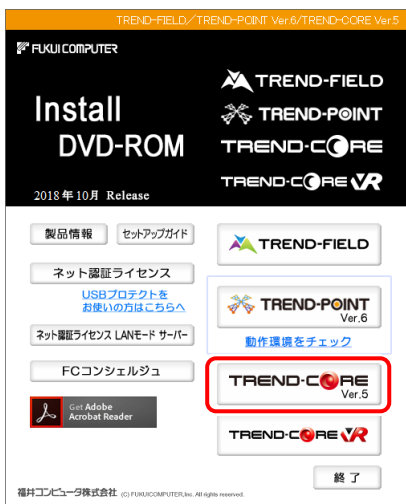 TREND-FIELD／TREND-POINT Ver.6/TREND-CORE Ver.5
FUKUI COMPUTER
Install
DVD-ROM
2018年10月 Release
TREND-FIELD
TREND-POINT
TREND-CORE
TREND-CORE VR
製品情報
セットアップガイド
ネット認証ライセンス
USBプロテクトを
お使いの方はこちらへ
ネット認証ライセンス LANモード サーバー
FCコンシェルジュ
Get Adobe
Acrobat Reader
TREND-FIELD
TREND-POINT
Ver.6
動作環境をチェック
TREND-CORE
Ver.5
TREND-CORE VR
終了
福井コンピュータ株式会社 (C) FUKUICOMPUTER,Inc. All rights reserved.